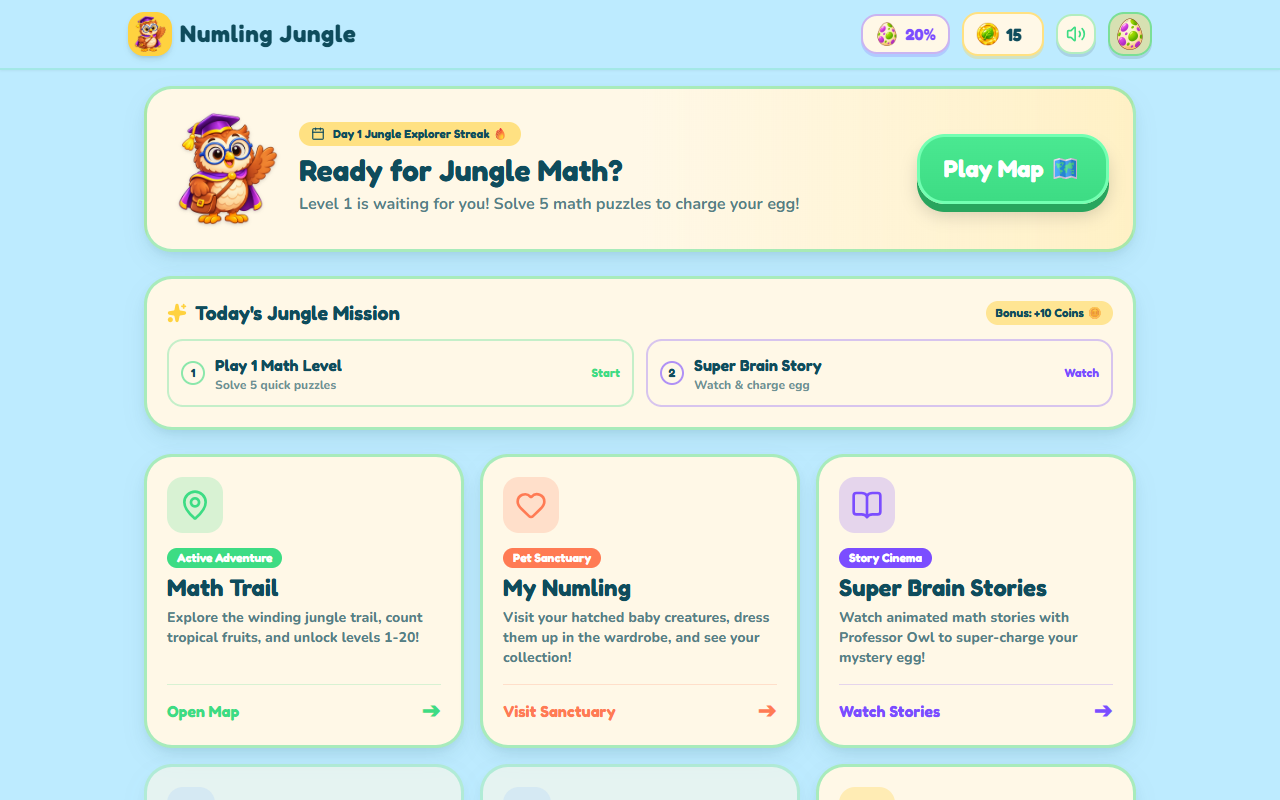 Numling Jungle
20%
15
Day 1 Jungle Explorer Streak
Ready for Jungle Math?
Level 1 is waiting for you! Solve 5 math puzzles to charge your egg!
Play Map
Today's Jungle Mission
Bonus: +10 Coins
1
Play 1 Math Level
Solve 5 quick puzzles
Start
2
Super Brain Story
Watch & charge egg
Watch
Active Adventure
Math Trail
Explore the winding jungle trail, count
tropical fruits, and unlock levels 1-20!
Open Map
Pet Sanctuary
My Numling
Visit your hatched baby creatures, dress
them up in the wardrobe, and see your
collection!
Visit Sanctuary
Story Cinema
Super Brain Stories
Watch animated math stories with
Professor Owl to super-charge your
mystery egg!
Watch Stories